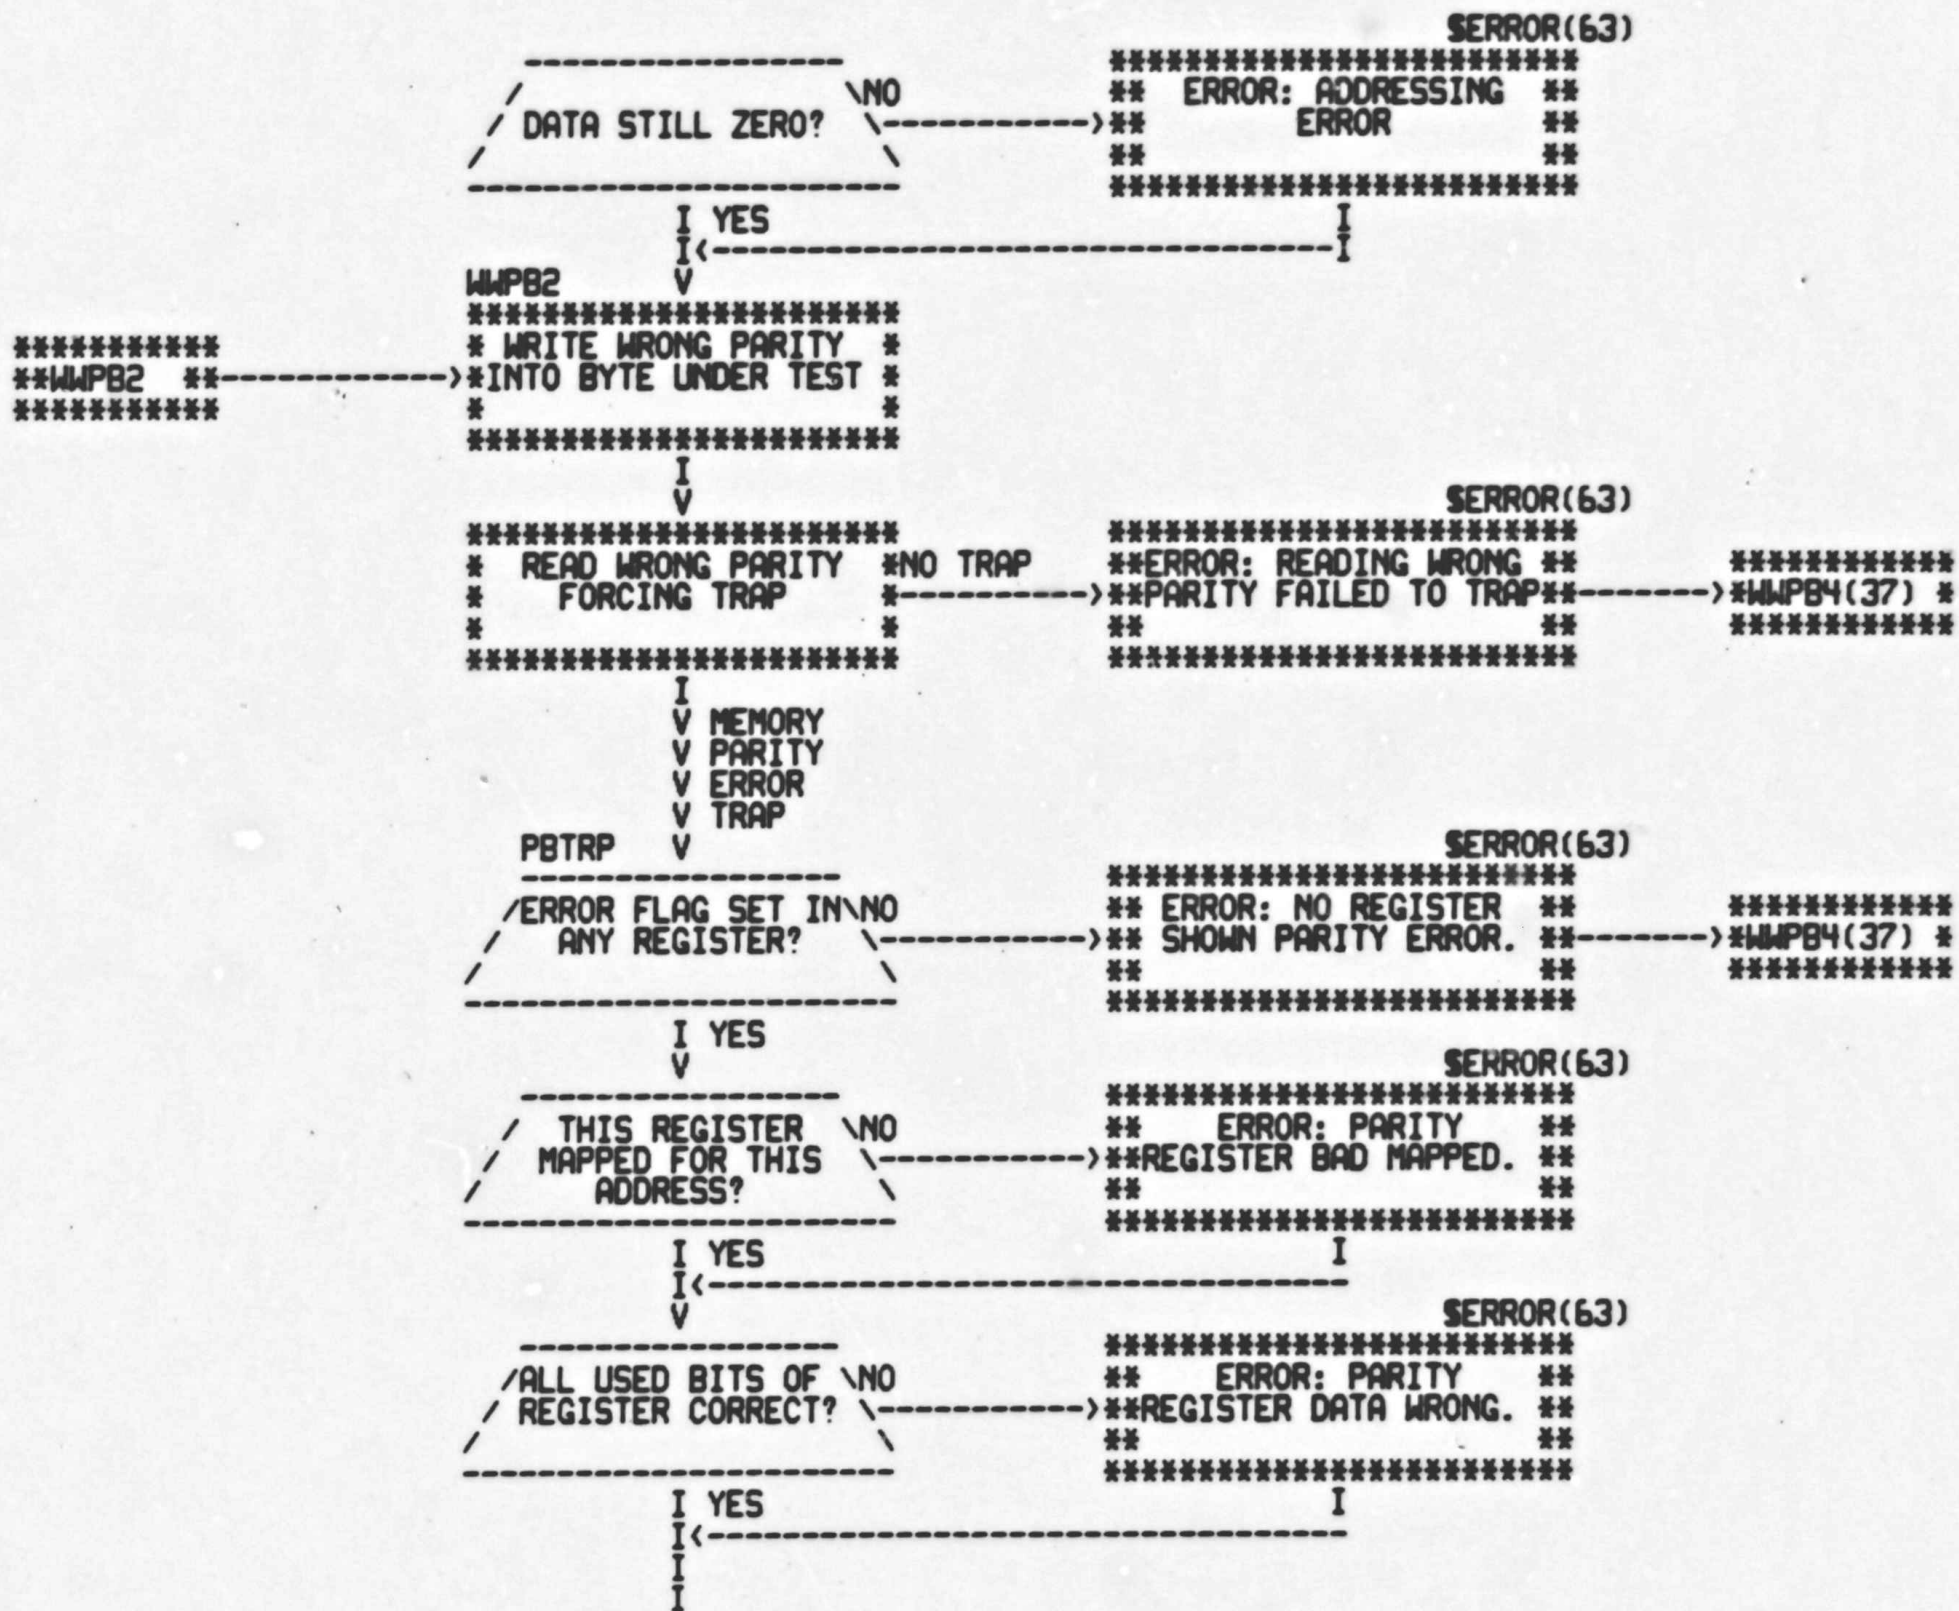 $ERROR(63)
NO
ERROR: ADDRESSING
DATA STILL ZERO?
ERROR
YES
WWPB2
WRITE WRONG PARITY
WWPB2
INTO BYTE UNDER TEST
$ERROR(63)
READ WRONG PARITY
NO TRAP
ERROR: READING WRONG
FORCING TRAP
PARITY FAILED TO TRAP
WWPB4(37)
MEMORY
PARITY
ERROR
TRAP
PBTRP
$ERROR(63)
ERROR FLAG SET IN
NO
ERROR: NO REGISTER
ANY REGISTER?
SHOWN PARITY ERROR.
WWPB4(37)
YES
$ERROR(63)
THIS REGISTER
NO
ERROR: PARITY
MAPPED FOR THIS
REGISTER BAD MAPPED.
ADDRESS?
YES
$ERROR(63)
ALL USED BITS OF
NO
ERROR: PARITY
REGISTER CORRECT?
REGISTER DATA WRONG.
YES